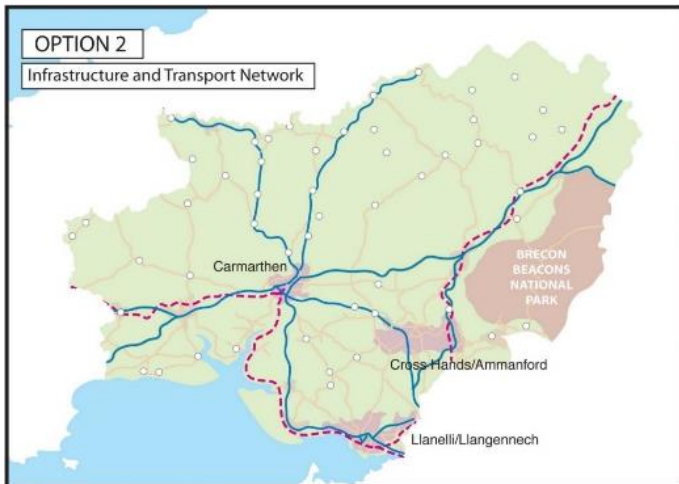 OPTION 2
Infrastructure and Transport Network
Carmarthen
BRECON
BEACONS
NATIONAL
PARK
Cross Hands/Ammanford
Llanelli/Llangennech